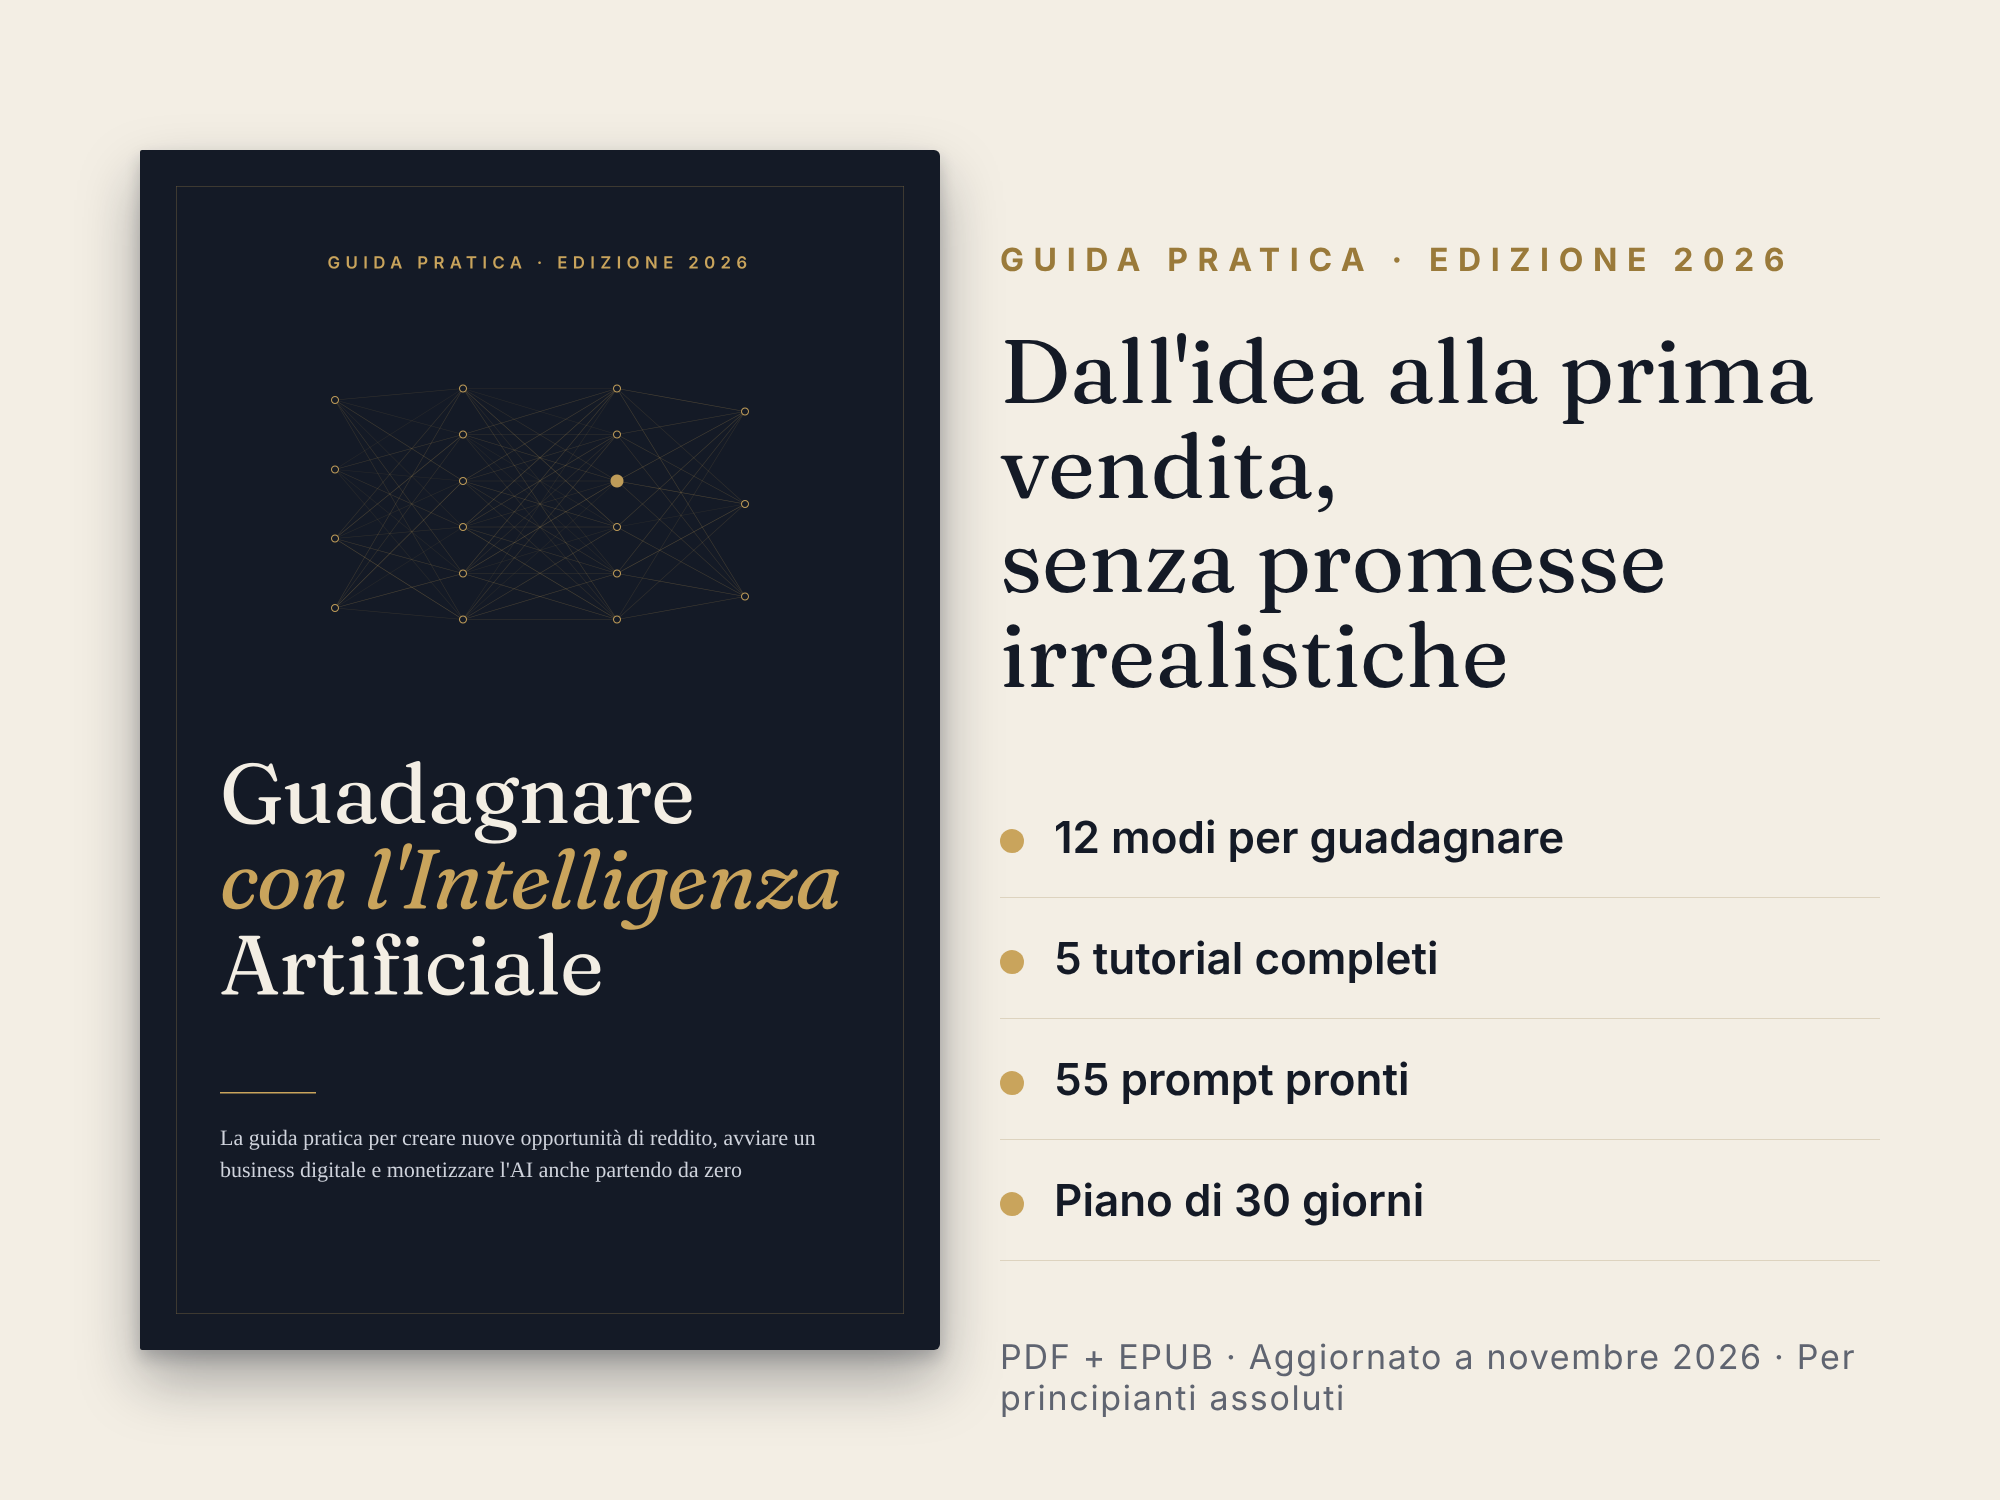 GUIDA PRATICA · EDIZIONE 2026
Guadagnare
con l'Intelligenza
Artificiale
La guida pratica per creare nuove opportunità di reddito, avviare un
business digitale e monetizzare l'AI anche partendo da zero
GUIDA PRATICA · EDIZIONE 2026
Dall'idea alla prima
vendita,
senza promesse
irrealistiche
12 modi per guadagnare
5 tutorial completi
55 prompt pronti
Piano di 30 giorni
PDF + EPUB · Aggiornato a novembre 2026 · Per
principianti assoluti